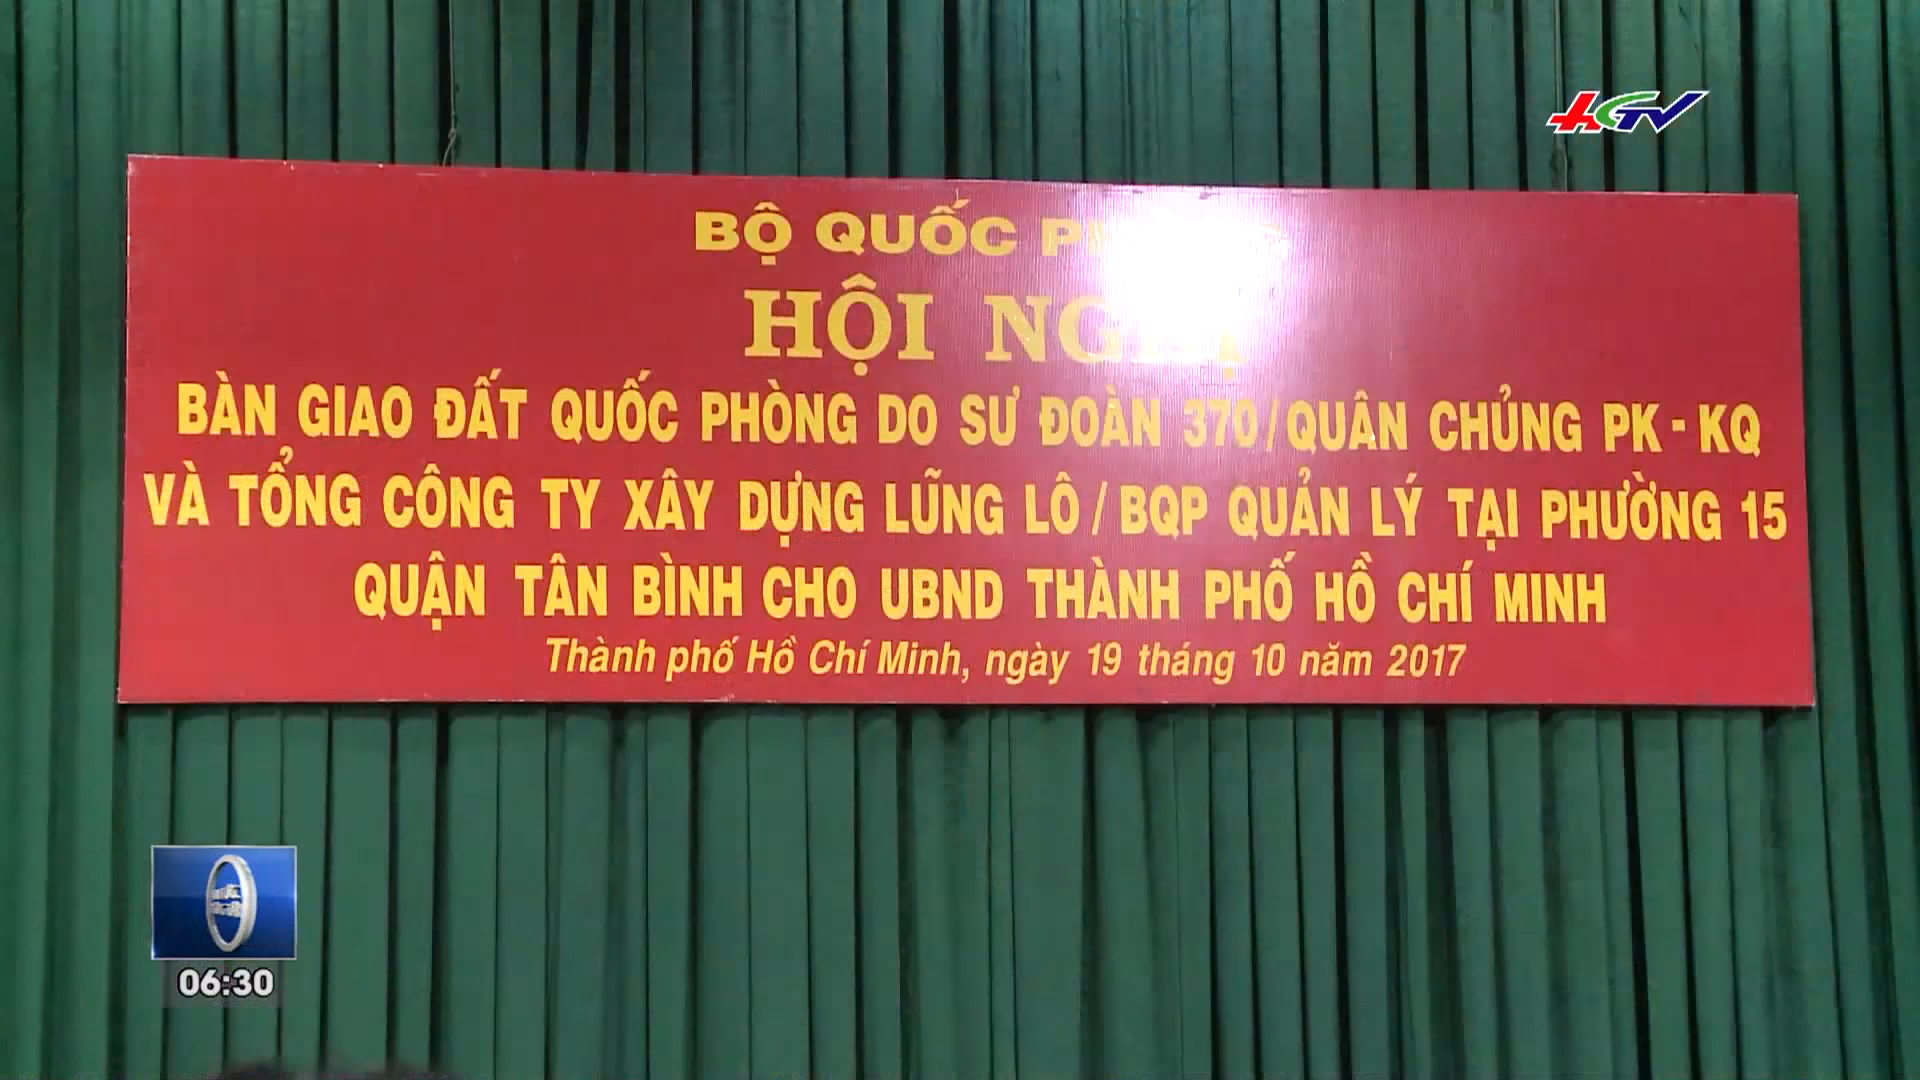 HGTV
BỘ QUỐC
HỘI NGHỊ
BÀN GIAO ĐẤT QUỐC PHÒNG DO SƯ ĐOÀN 370/QUÂN CHỦNG PK-KQ
VÀ TỔNG CÔNG TY XÂY DỰNG LŨNG LÔ/BQP QUẢN LÝ TẠI PHƯỜNG 15
QUẬN TÂN BÌNH CHO UBND THÀNH PHỐ HỒ CHÍ MINH
Thành phố Hồ Chí Minh, ngày 19 tháng 10 năm 2017
06:30